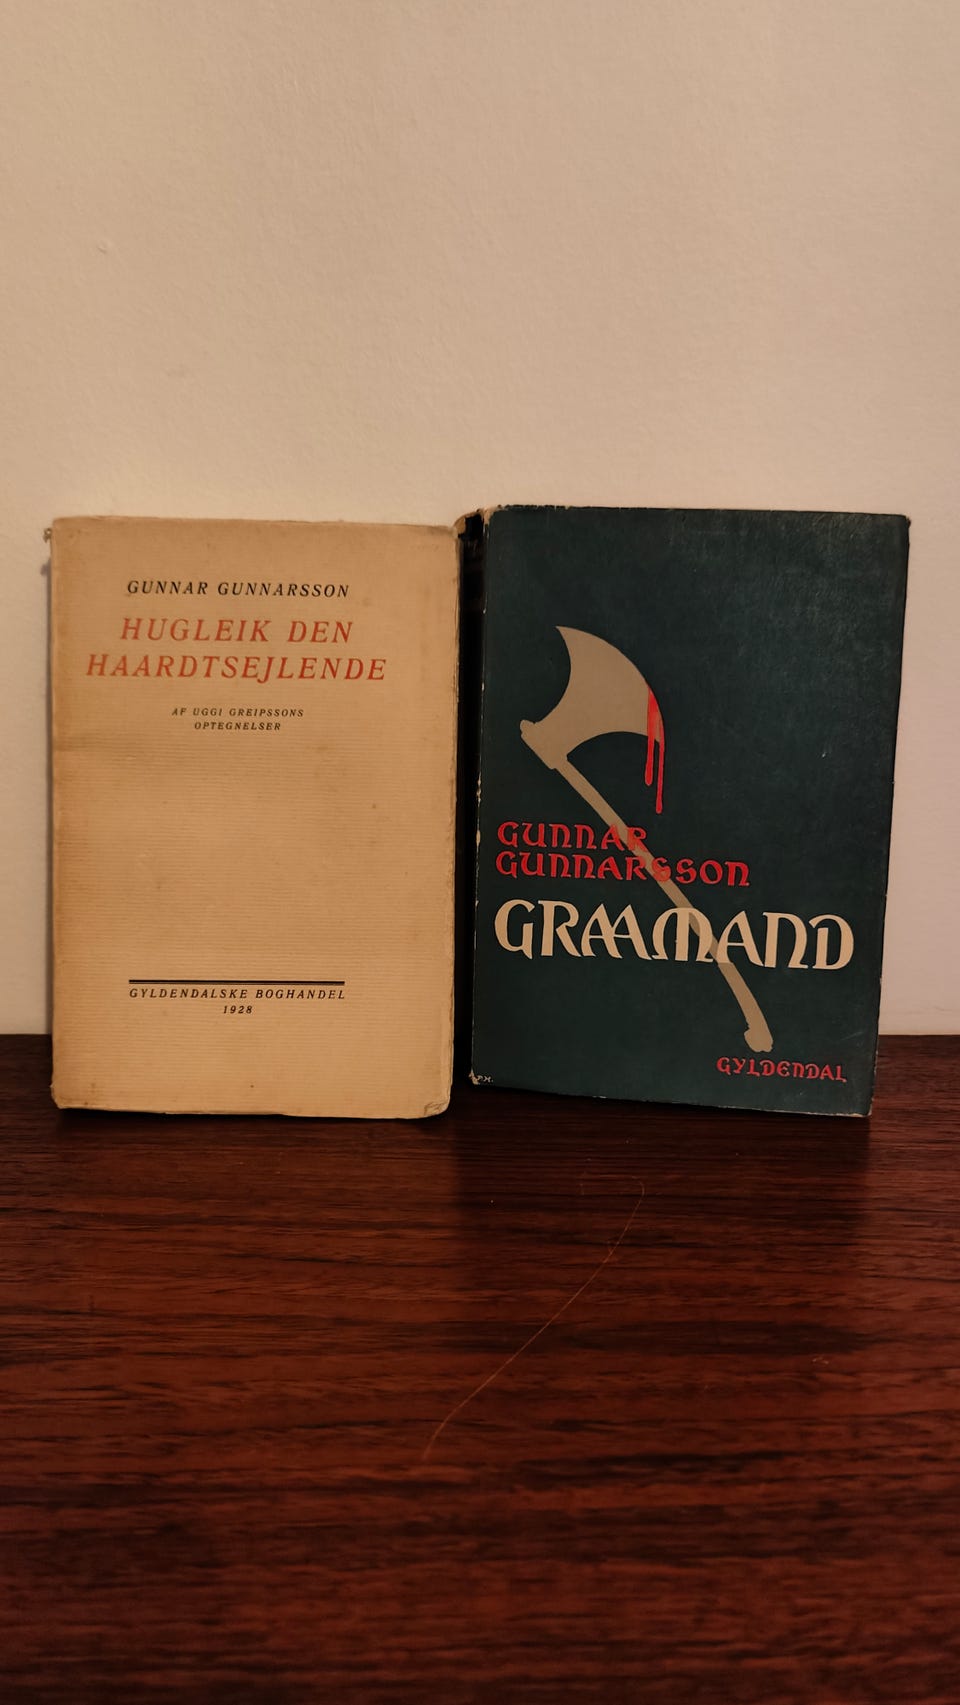 GUNNAR GUNNARSSON
HUGLEIK DEN
HAARDTSEJLENDE
AF UGGI GREIPSSONS
OPTEGNELSER
GYLDENDALSKE BOGHANDEL
1928
GUNNAR
GUNNARSSON
GRAAMAND
GYLDENDAL